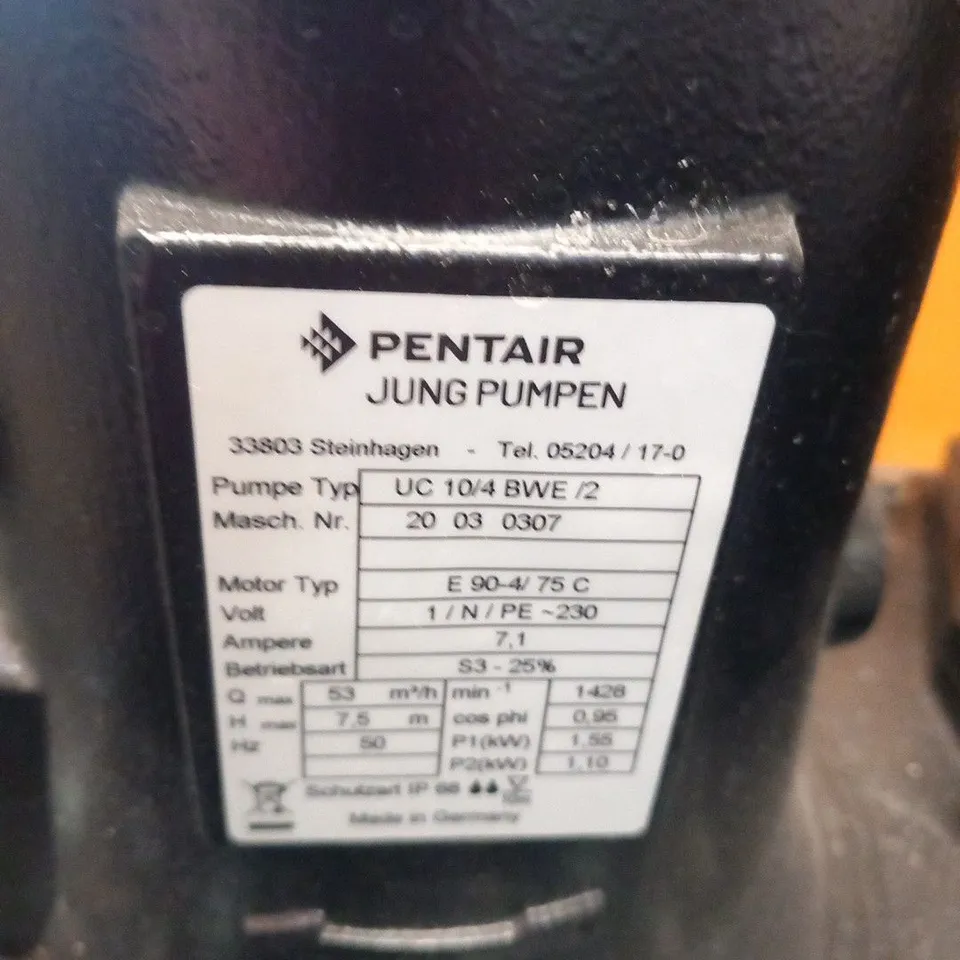 PENTAIR
JUNG PUMPEN
33803 Steinhagen - Tel. 05204 / 17-0
Pumpe Typ UC 10/4 BWE /2
Masch. Nr. 20 03 0307
Motor Typ E 90-4/ 75 C
Volt 1 / N / PE ~230
Ampere 7,1
Betriebsart S3 - 25%
Q max 53 m³/h min -1 1428
H max 7,5 m cos phi 0,95
Hz 50 P1(kW) 1,55
P2(kW) 1,10
Schutzart IP 68
Made in Germany